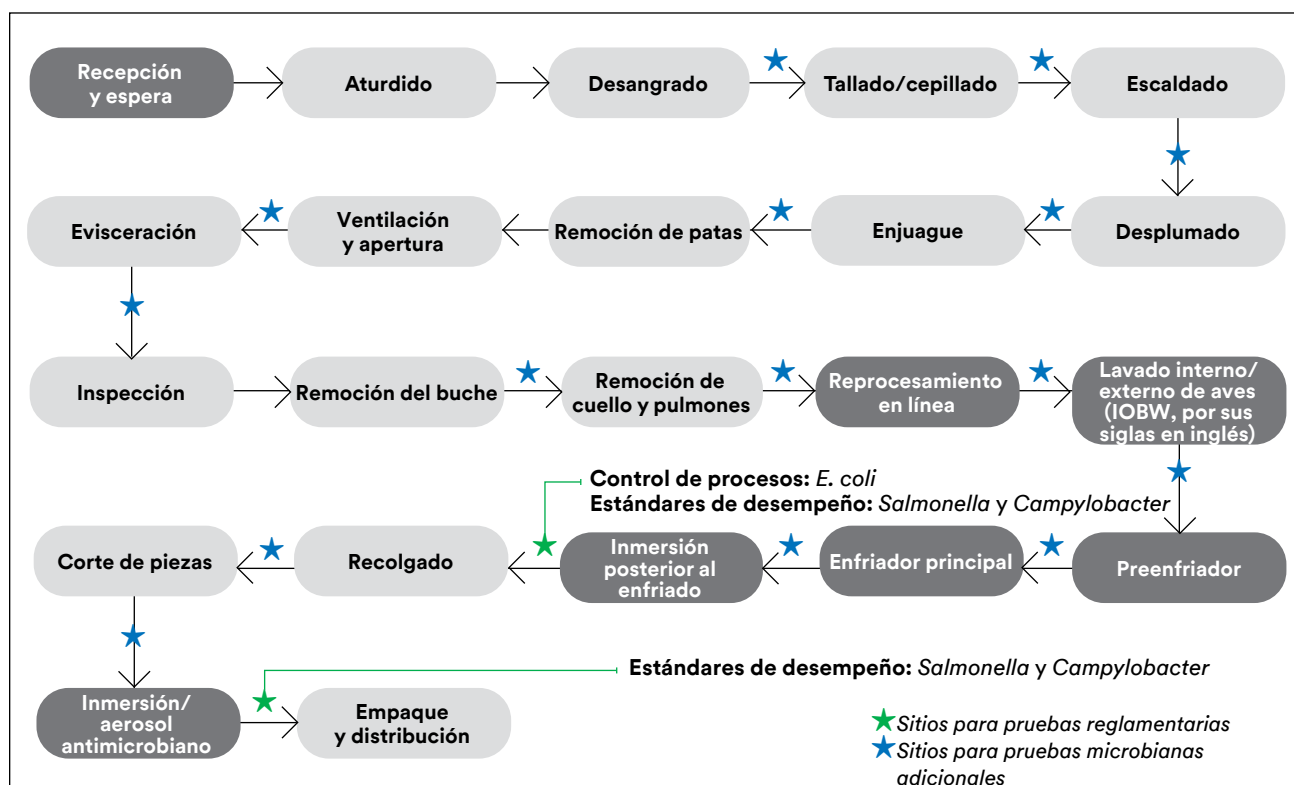 Recepción
y espera
Aturdido
Desangrado
Tallado/cepillado
Escaldado
Evisceración
Ventilación
y apertura
Remoción de patas
Enjuague
Desplumado
Inspección
Remoción del buche
Remoción de
cuello y pulmones
Reprocesamiento
en línea
Lavado interno/
externo de aves
(IOBW, por sus
siglas en inglés)
Control de procesos: E. coli
Estándares de desempeño: Salmonella y Campylobacter
Corte de piezas
Recolgado
Inmersión
posterior al
enfriado
Enfriador principal
Preenfriador
Estándares de desempeño: Salmonella y Campylobacter
Inmersión/
aerosol
antimicrobiano
Empaque
y distribución
Sitios para pruebas reglamentarias
Sitios para pruebas microbianas
adicionales